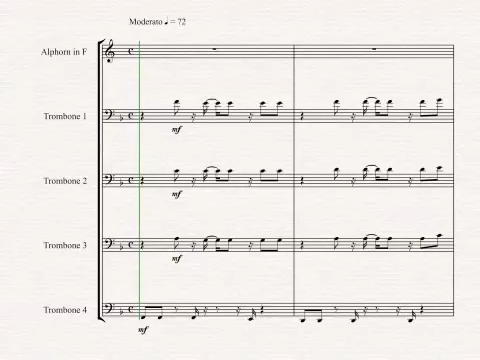 Moderato ♩ = 72
Alphorn in F
Trombone 1
mf
Trombone 2
mf
Trombone 3
mf
Trombone 4
mf